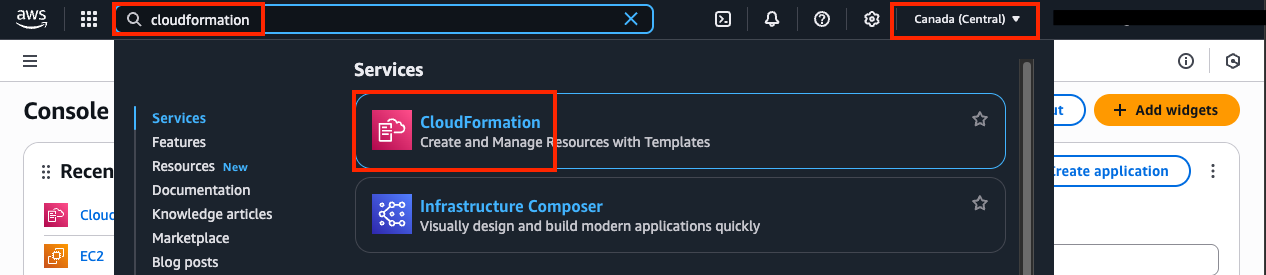 aws
cloudformation
Canada (Central)
Services
Console
Add widgets
Services
CloudFormation
Create and Manage Resources with Templates
Features
Resources New
Recen
Create application
Documentation
Knowledge articles
Infrastructure Composer
Visually design and build modern applications quickly
Cloud
Marketplace
EC2
Blog posts